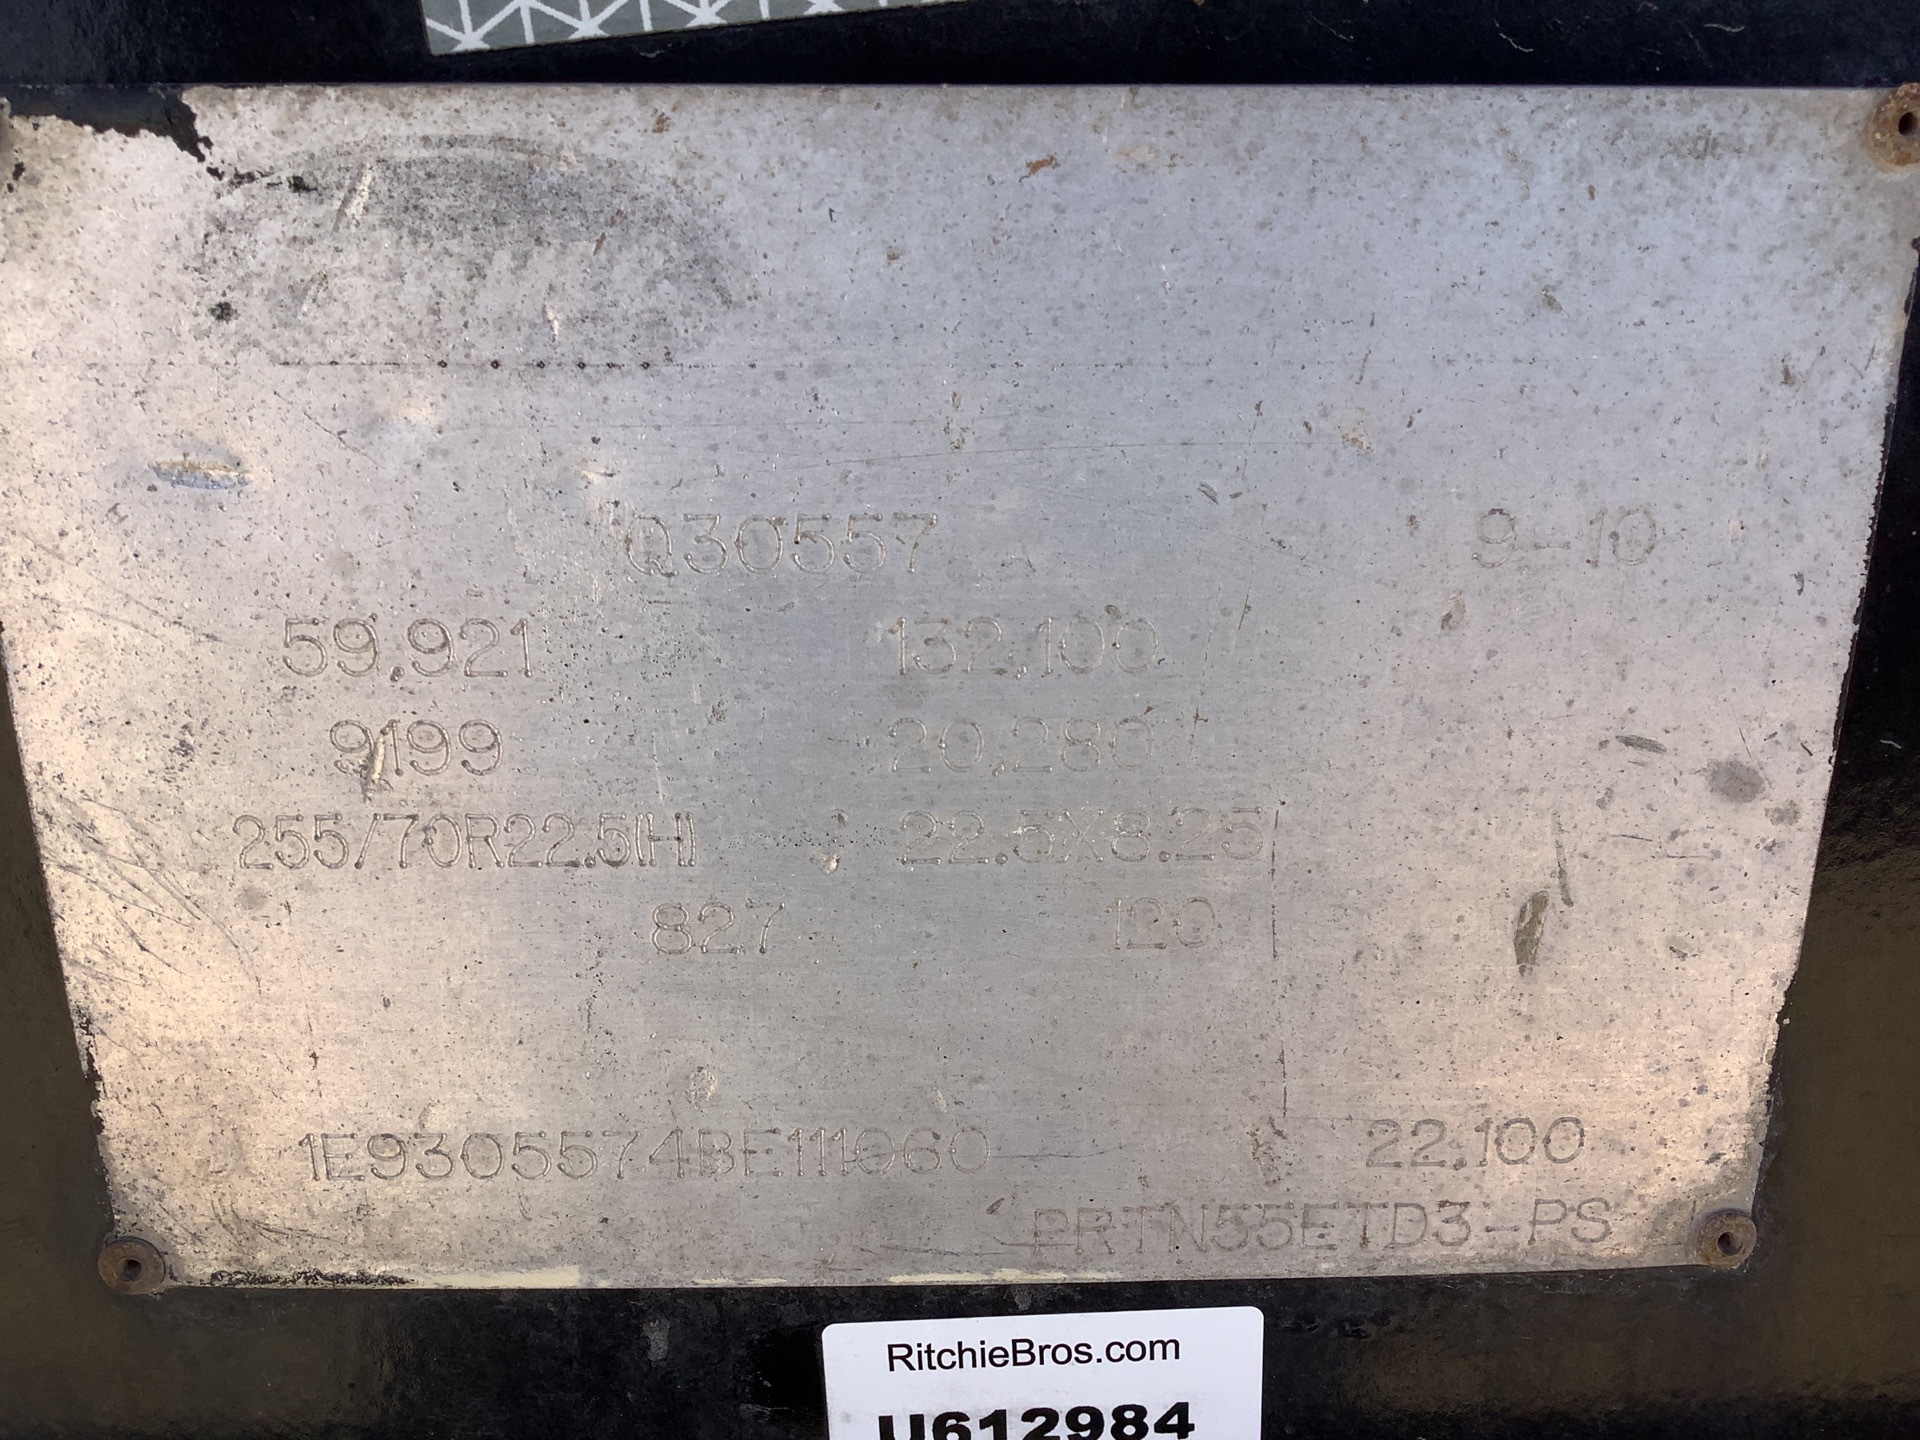 Q30557 9-10
59,921 132,100
9199 20,280
255/70R22.5(H) 22.5X8.25
827 120
1E9305574BE111060 22,100
PRTN55ETD3-PS
RitchieBros.com
U612984